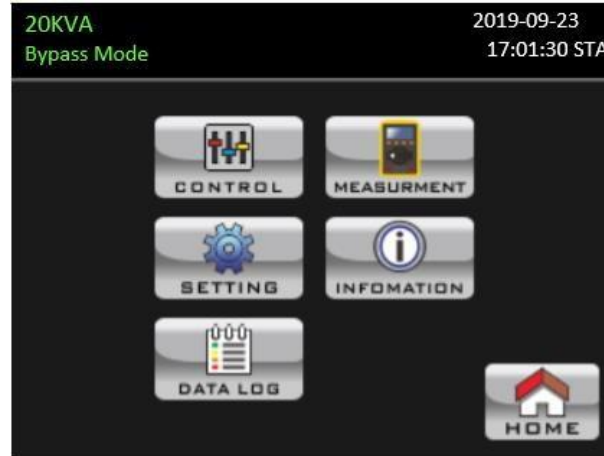 20KVA
2019-09-23
Bypass Mode
17:01:30 STA
CONTROL
MEASURMENT
SETTING
INFOMATION
DATA LOG
HOME